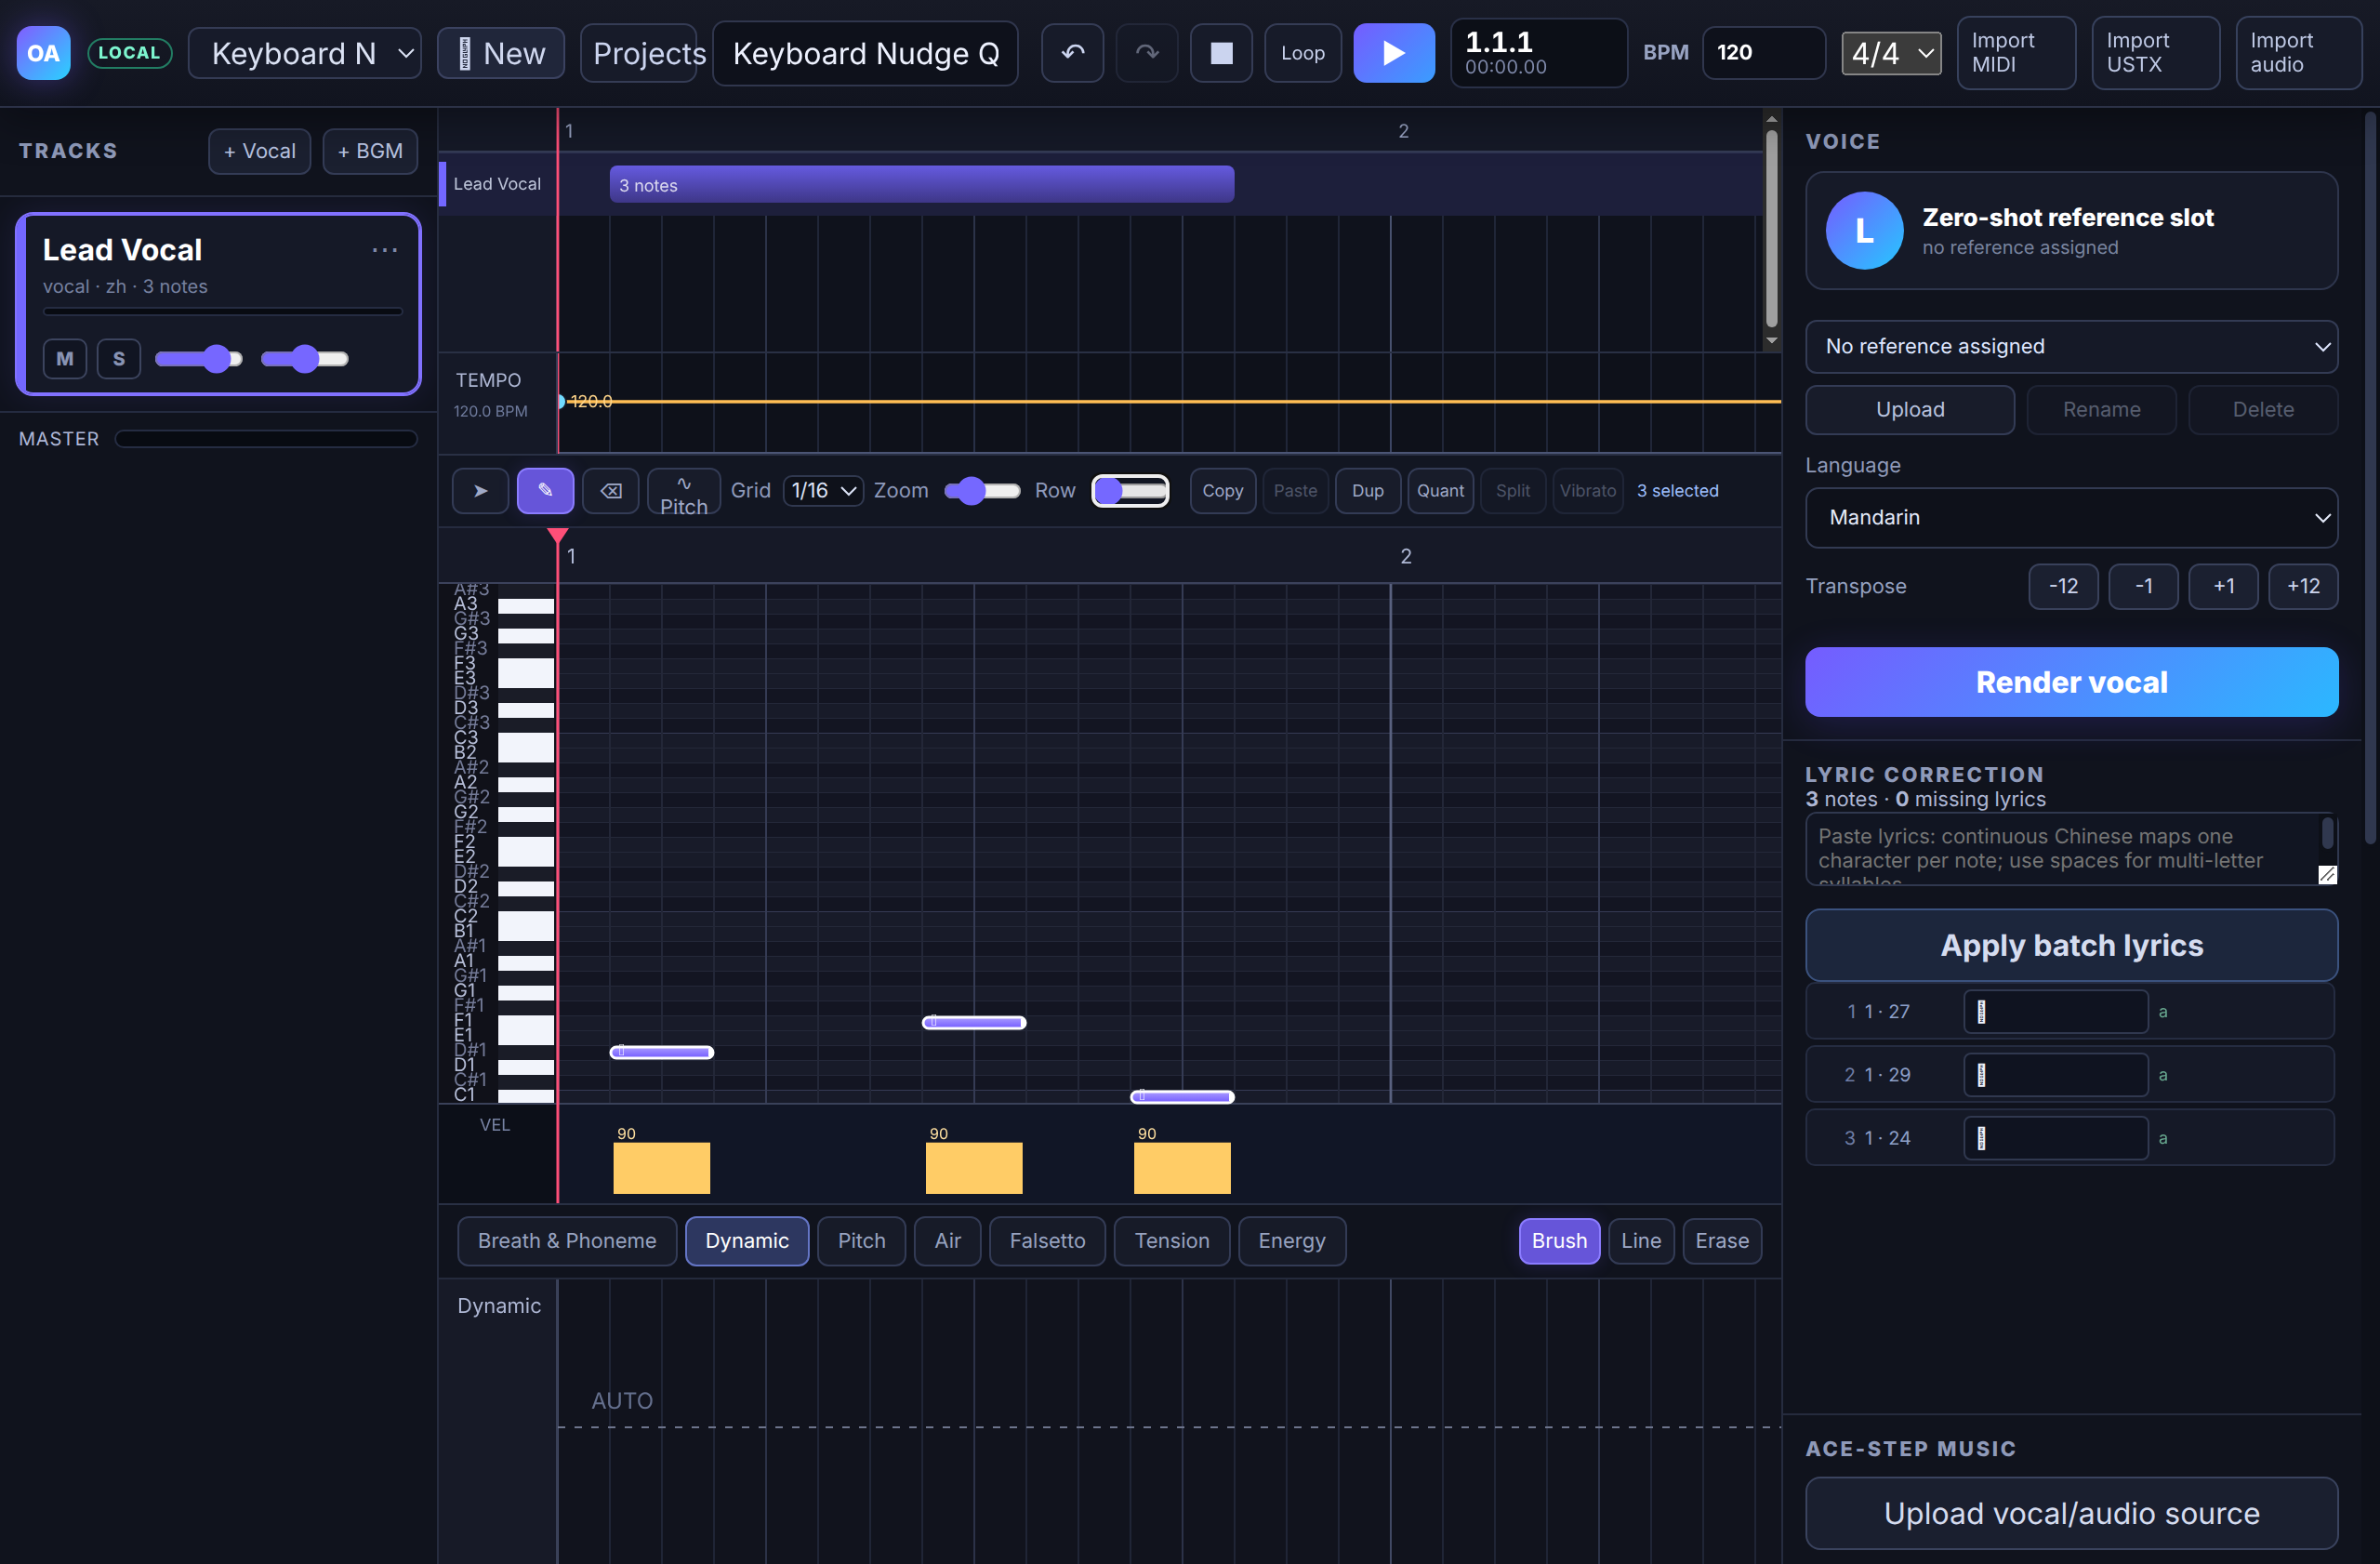 OA
LOCAL
Keyboard N
New
Projects
Keyboard Nudge Q
Loop
1.1.1
00:00.00
BPM
120
4/4
Import MIDI
Import USTX
Import audio
TRACKS
+ Vocal
+ BGM
Lead Vocal
...
vocal · zh · 3 notes
M
S
MASTER
1
2
Lead Vocal
3 notes
TEMPO
120.0 BPM
120.0
Pitch
Grid
1/16
Zoom
Row
Copy
Paste
Dup
Quant
Split
Vibrato
3 selected
1
2
A#3
A3
G#3
G3
F#3
F3
E3
D#3
D3
C#3
C3
B2
A#2
A2
G#2
G2
F#2
F2
E2
D#2
D2
C#2
C2
B1
A#1
A1
G#1
G1
F#1
F1
E1
D#1
D1
C#1
C1
VEL
90
90
90
Breath & Phoneme
Dynamic
Pitch
Air
Falsetto
Tension
Energy
Brush
Line
Erase
Dynamic
AUTO
VOICE
L
Zero-shot reference slot
no reference assigned
No reference assigned
Upload
Rename
Delete
Language
Mandarin
Transpose
-12
-1
+1
+12
Render vocal
LYRIC CORRECTION
3 notes · 0 missing lyrics
Paste lyrics: continuous Chinese maps one
character per note; use spaces for multi-letter
syllables
Apply batch lyrics
1 1 · 27
a
2 1 · 29
a
3 1 · 24
a
ACE-STEP MUSIC
Upload vocal/audio source